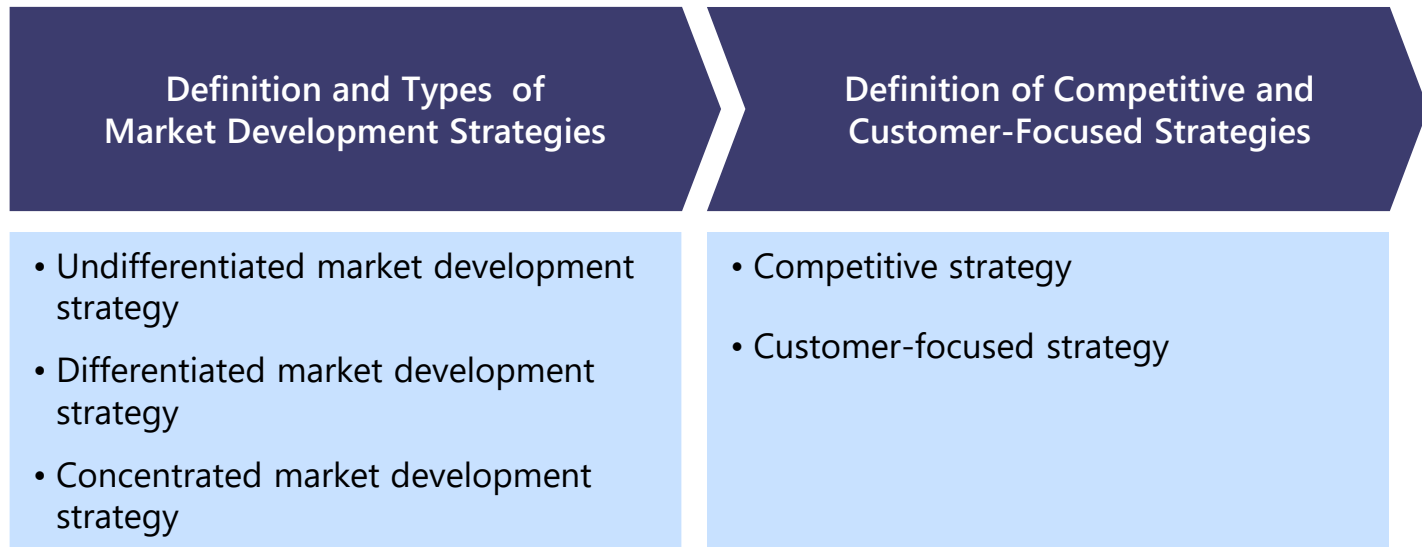 Definition and Types of
Market Development Strategies
Definition of Competitive and
Customer-Focused Strategies
• Undifferentiated market development
strategy
• Differentiated market development
strategy
• Concentrated market development
strategy
• Competitive strategy
• Customer-focused strategy